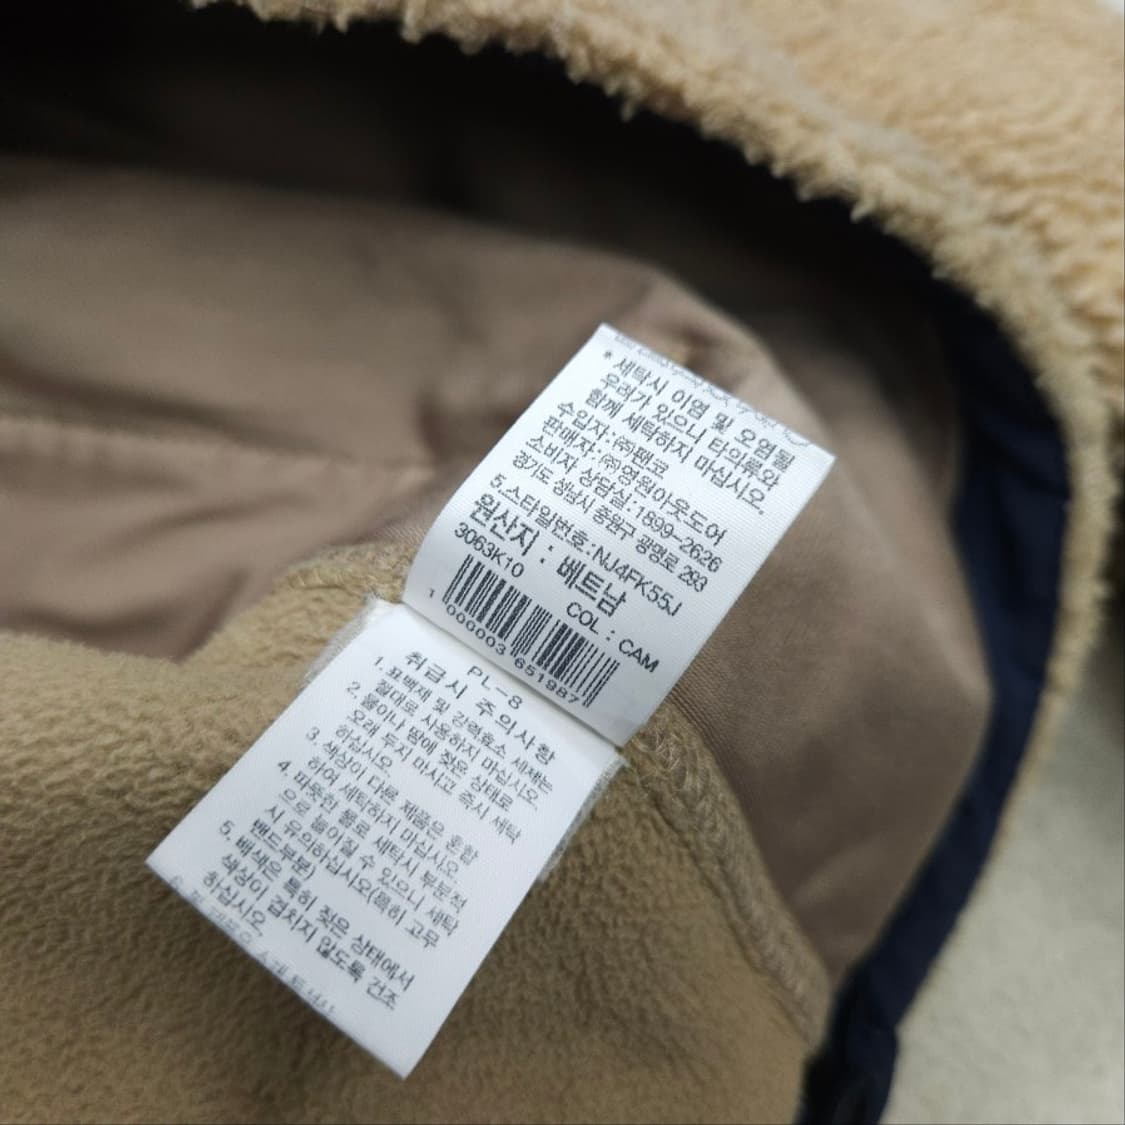 * 세탁시 이염 및 오염될
우려가 있으니 타의류와
함께 세탁하지 마십시오.
수입자:㈜팬코
판매자:㈜영원아웃도어
소비자 상담실:1899-2626
경기도 성남시 중원구 광명로 293
5.스타일번호:NJ4FK55J
원산지 : 베트남
3063K10
COL : CAM
1 000003 651987
PL-8
취급시 주의사항
1. 표백제 및 강력효소 세제는
절대로 사용하지 마십시오
2. 물이나 땀에 젖은 상태로
오래 두지 마시고 즉시 세탁
하십시오.
3. 색상이 다른 제품은 혼합
하여 세탁하지 마십시오.
4. 따뜻한 물로 세탁시 부분적
으로 늘어질 수 있으니 세탁
시 유의하십시오(특히 고무
밴드부분)
5. 배색은 특히 젖은 상태에서
색상이 겹치지 않도록 건조
하십시오.